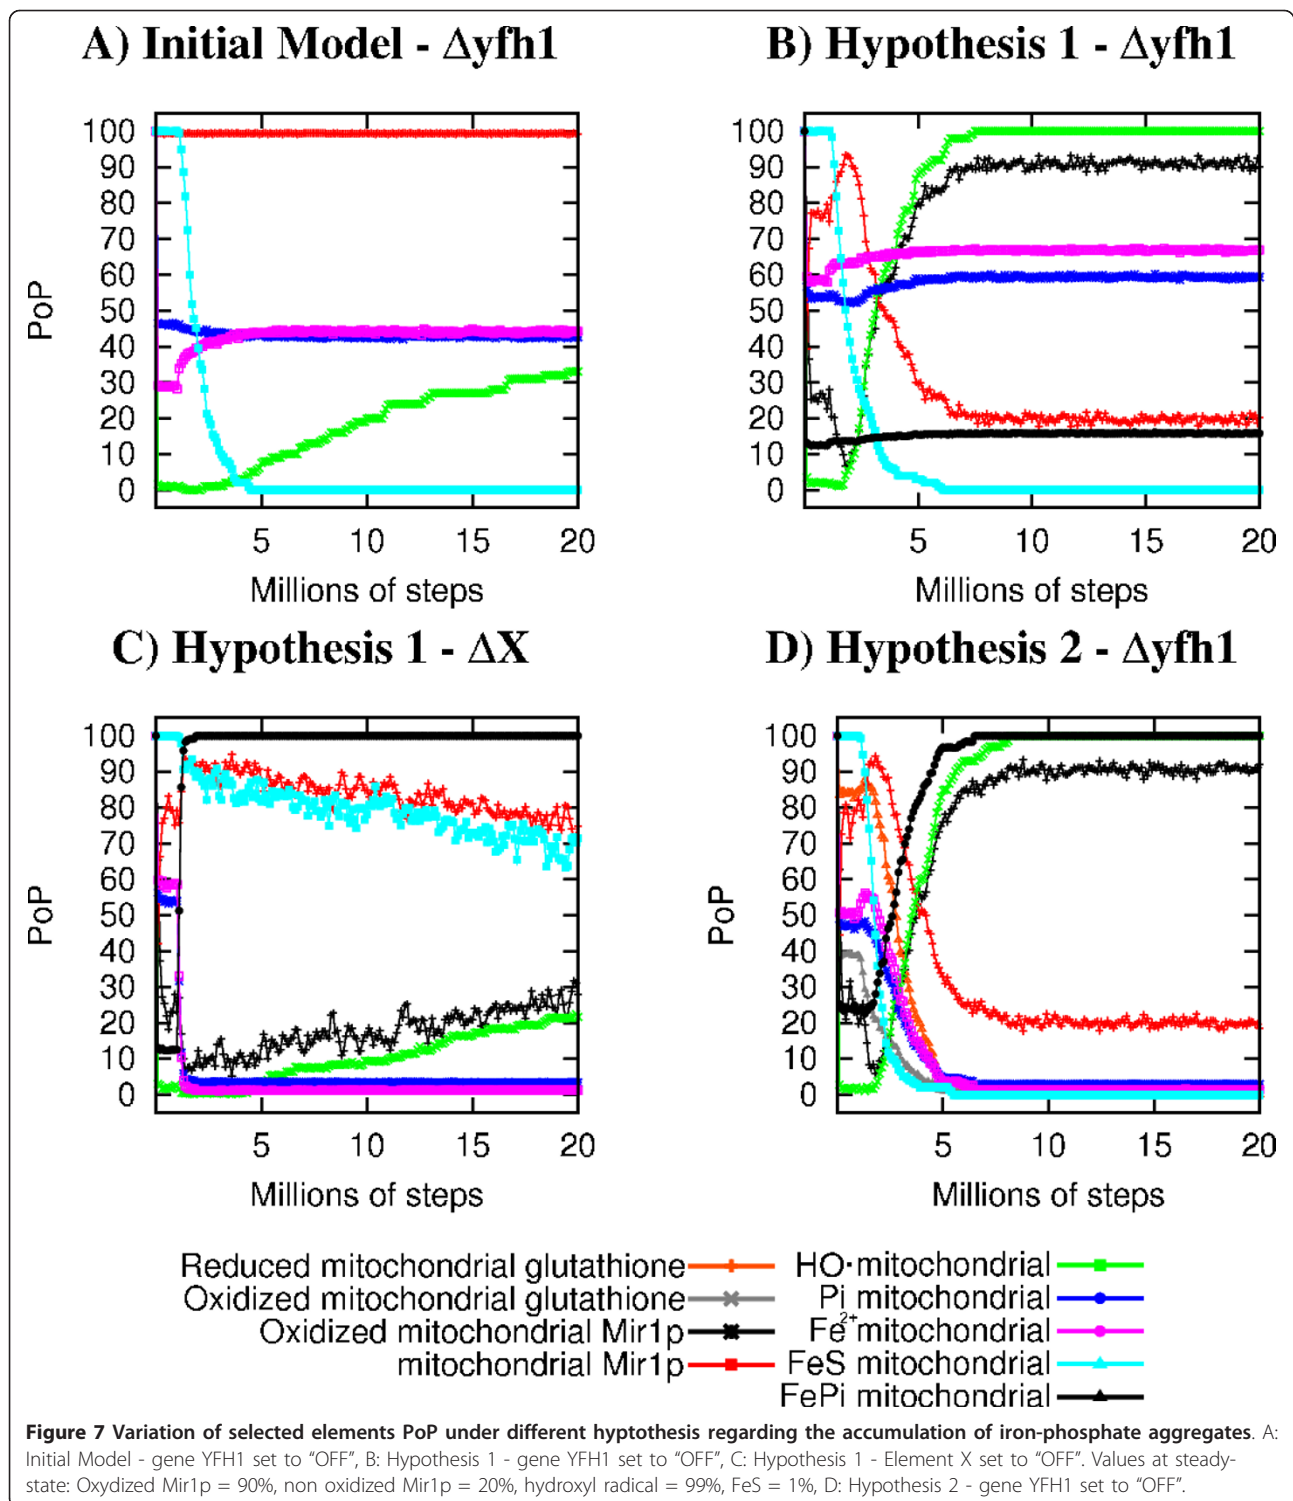 A) Initial Model - Δyfh1
B) Hypothesis 1 - Δyfh1
100
90
80
70
60
50
40
30
20
10
0
PoP
5 10 15 20
Millions of steps
100
90
80
70
60
50
40
30
20
10
0
PoP
5 10 15 20
Millions of steps
C) Hypothesis 1 - ΔX
D) Hypothesis 2 - Δyfh1
100
90
80
70
60
50
40
30
20
10
0
PoP
5 10 15 20
Millions of steps
100
90
80
70
60
50
40
30
20
10
0
PoP
5 10 15 20
Millions of steps
Reduced mitochondrial glutathione
Oxidized mitochondrial glutathione
Oxidized mitochondrial Mir1p
mitochondrial Mir1p
HO·mitochondrial
Pi mitochondrial
Fe²⁺mitochondrial
FeS mitochondrial
FePi mitochondrial
Figure 7 Variation of selected elements PoP under different hyptothesis regarding the accumulation of iron-phosphate aggregates. A:
Initial Model - gene YFH1 set to “OFF”, B: Hypothesis 1 - gene YFH1 set to “OFF”, C: Hypothesis 1 - Element X set to “OFF”. Values at steady-
state: Oxydized Mir1p = 90%, non oxidized Mir1p = 20%, hydroxyl radical = 99%, FeS = 1%, D: Hypothesis 2 - gene YFH1 set to “OFF”.